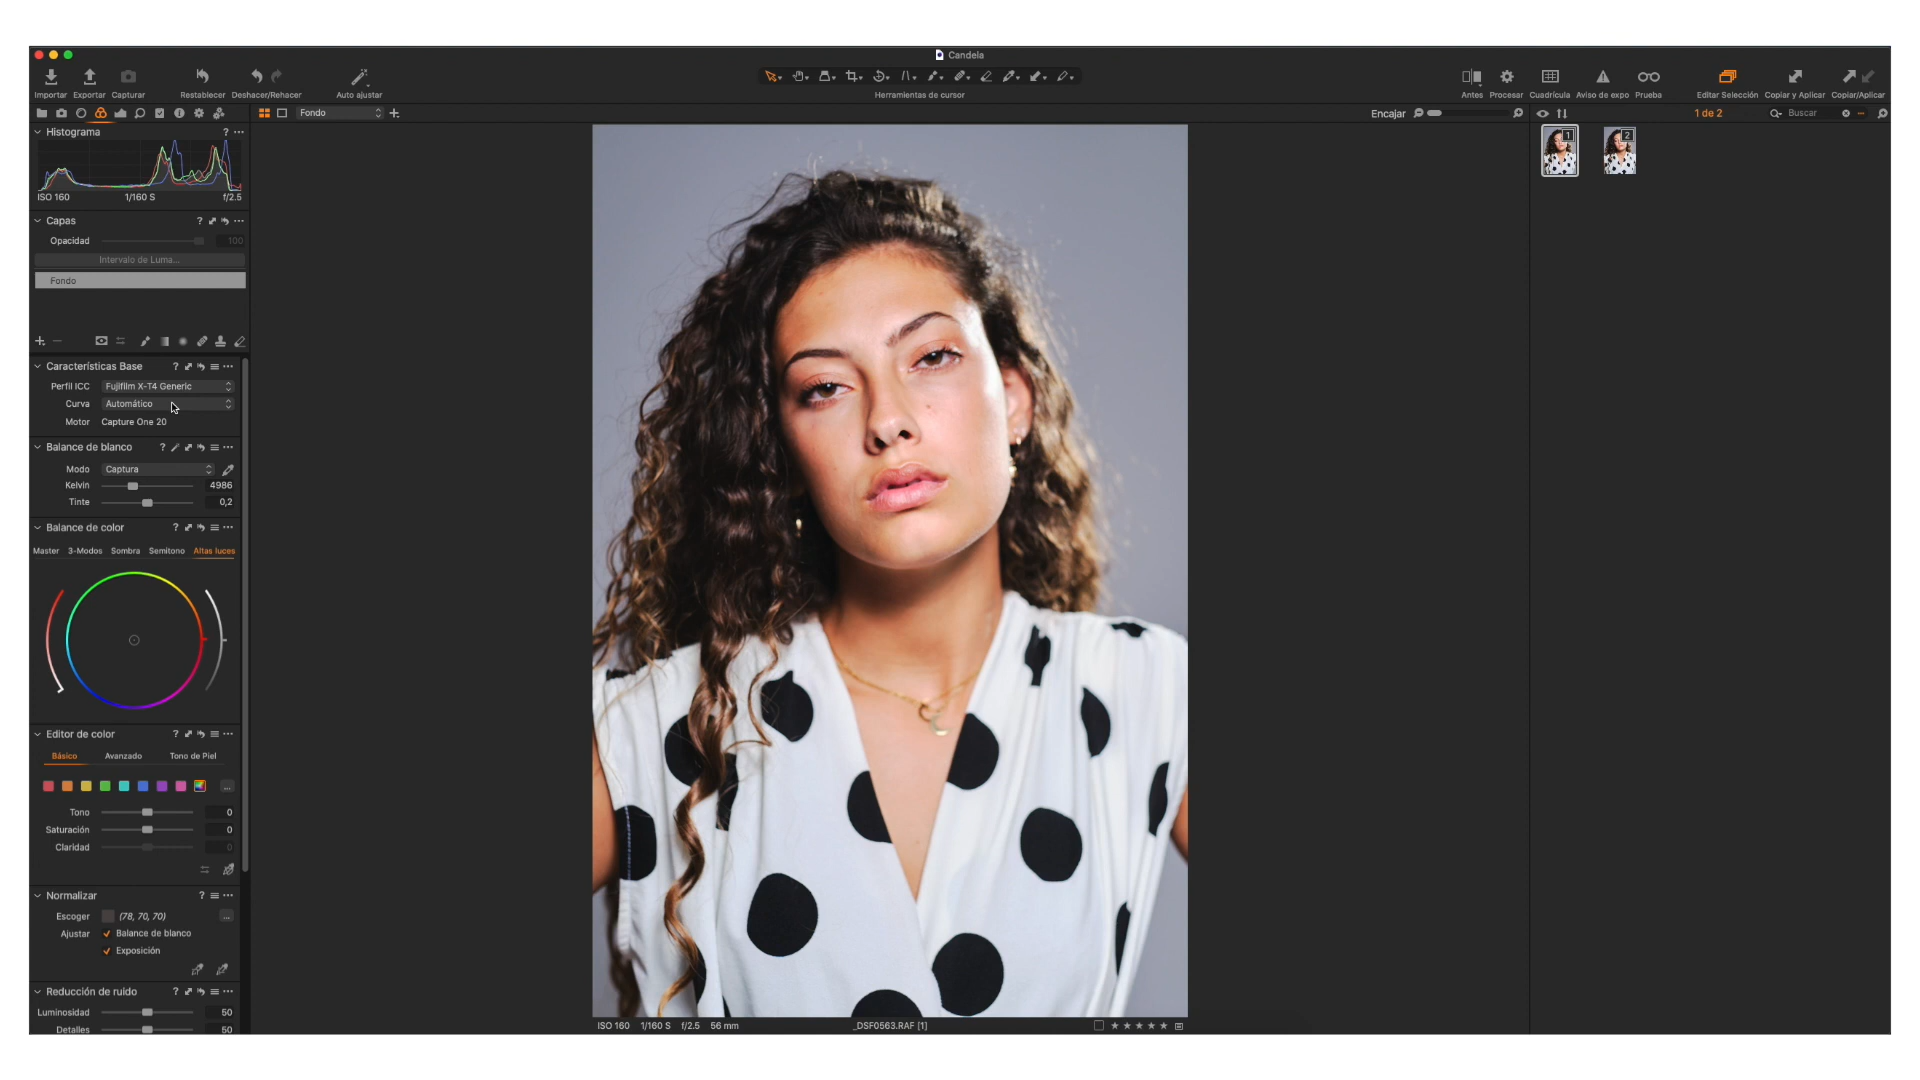 Candela
Importar Exportar Capturar Restablecer Deshacer/Rehacer Auto ajustar Herramientas de cursor Antes Procesar Cuadrícula Aviso de expo Prueba Editar Selección Copiar y Aplicar Copiar/Aplicar
Fondo Encajar 1 de 2 Buscar
Histograma ?
1 2
ISO 160 1/160 S f/2.5
Capas ?
Opacidad 100
Intervalo de Luma...
Fondo
Características Base ?
Perfil ICC Fujifilm X-T4 Generic
Curva Automático
Motor Capture One 20
Balance de blanco ?
Modo Captura
Kelvin 4986
Tinte 0,2
Balance de color ?
Master 3-Modos Sombra Semitono Altas luces
Editor de color ?
Básico Avanzado Tono de Piel
...
Tono 0
Saturación 0
Claridad 0
Normalizar ?
Escoger (78, 70, 70) ...
Ajustar Balance de blanco
Exposición
Reducción de ruido ?
Luminosidad 50
Detalles 50
ISO 160 1/160 S f/2.5 56 mm _DSF0563.RAF [1]